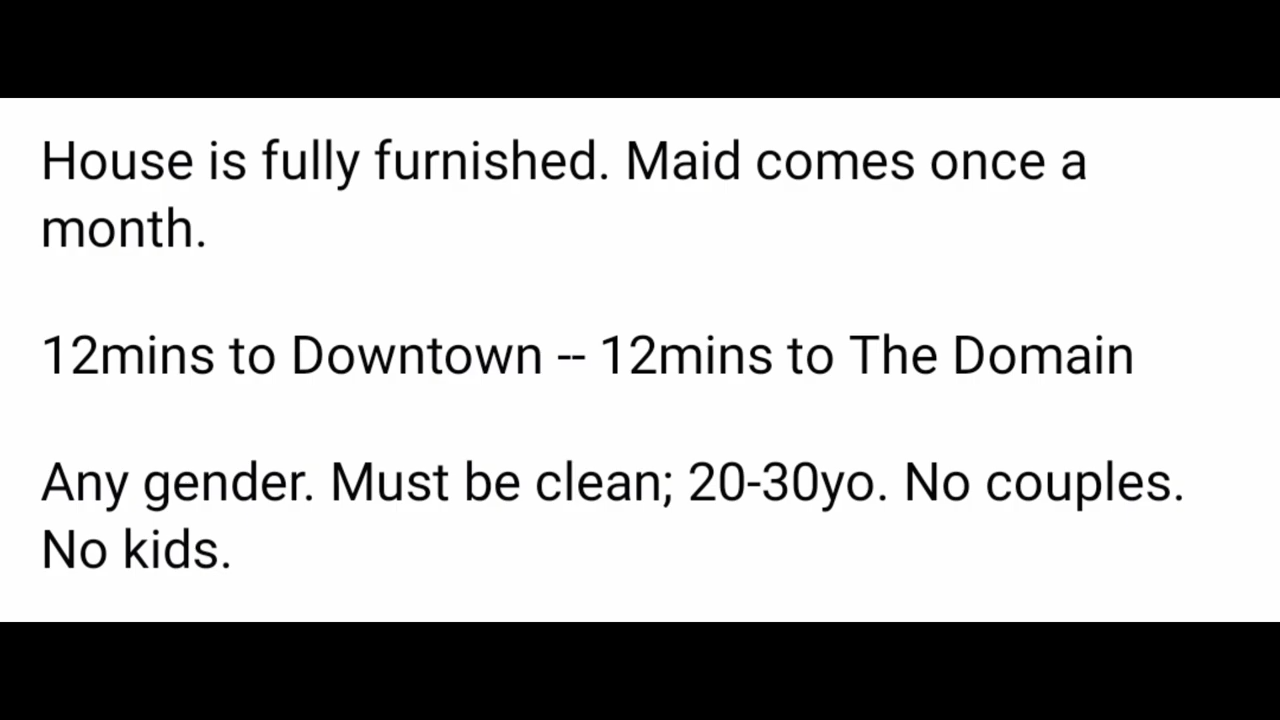 House is fully furnished. Maid comes once a
month.
12mins to Downtown -- 12mins to The Domain
Any gender. Must be clean; 20-30yo. No couples.
No kids.